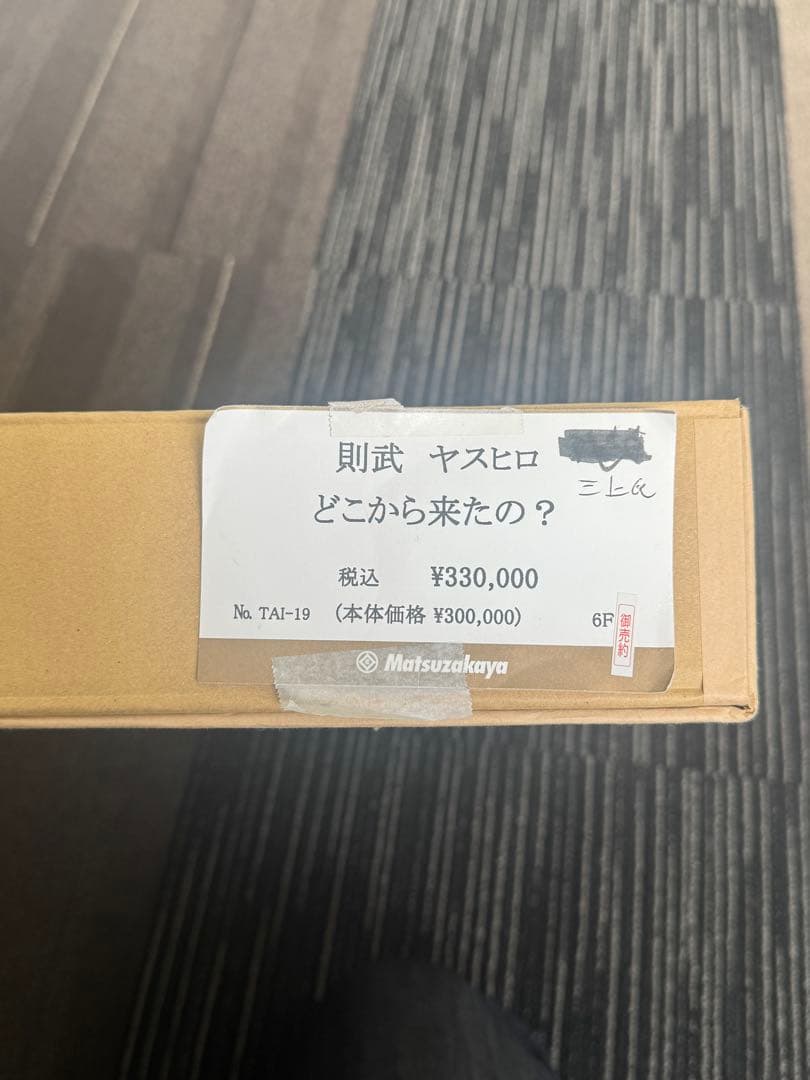 則武 ヤスヒロ
三上氏
どこから来たの？
税込 ¥330,000
No. TAI-19 (本体価格 ¥300,000) 6F
御売約
Matsuzakaya